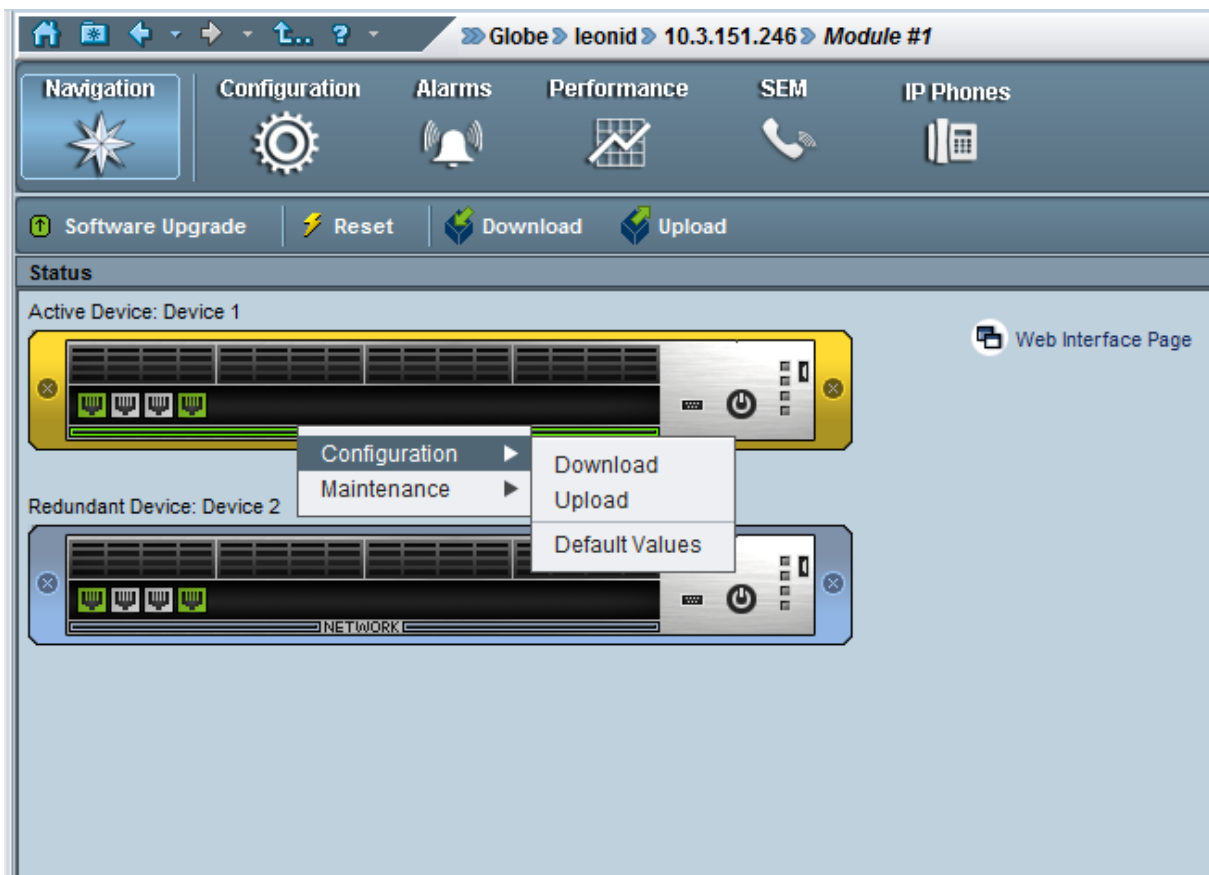 Globe leonid 10.3.151.246 Module #1
Navigation Configuration Alarms Performance SEM IP Phones
Software Upgrade Reset Download Upload
Status
Active Device: Device 1
Web Interface Page
Configuration
Maintenance
Download
Upload
Default Values
Redundant Device: Device 2
NETWORK